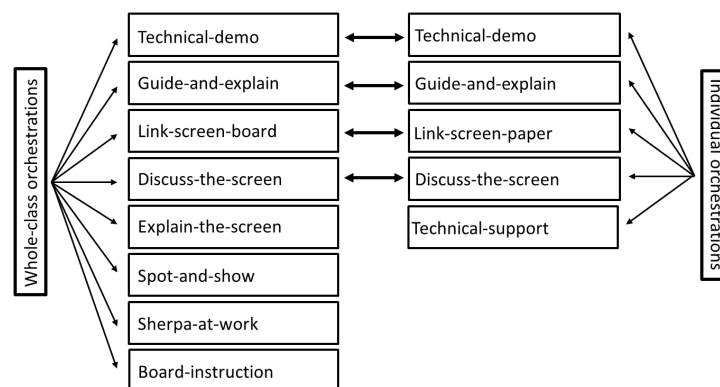 Whole-class orchestrations
Technical-demo
Guide-and-explain
Link-screen-board
Discuss-the-screen
Explain-the-screen
Spot-and-show
Sherpa-at-work
Board-instruction
Technical-demo
Guide-and-explain
Link-screen-paper
Discuss-the-screen
Technical-support
Individual orchestrations